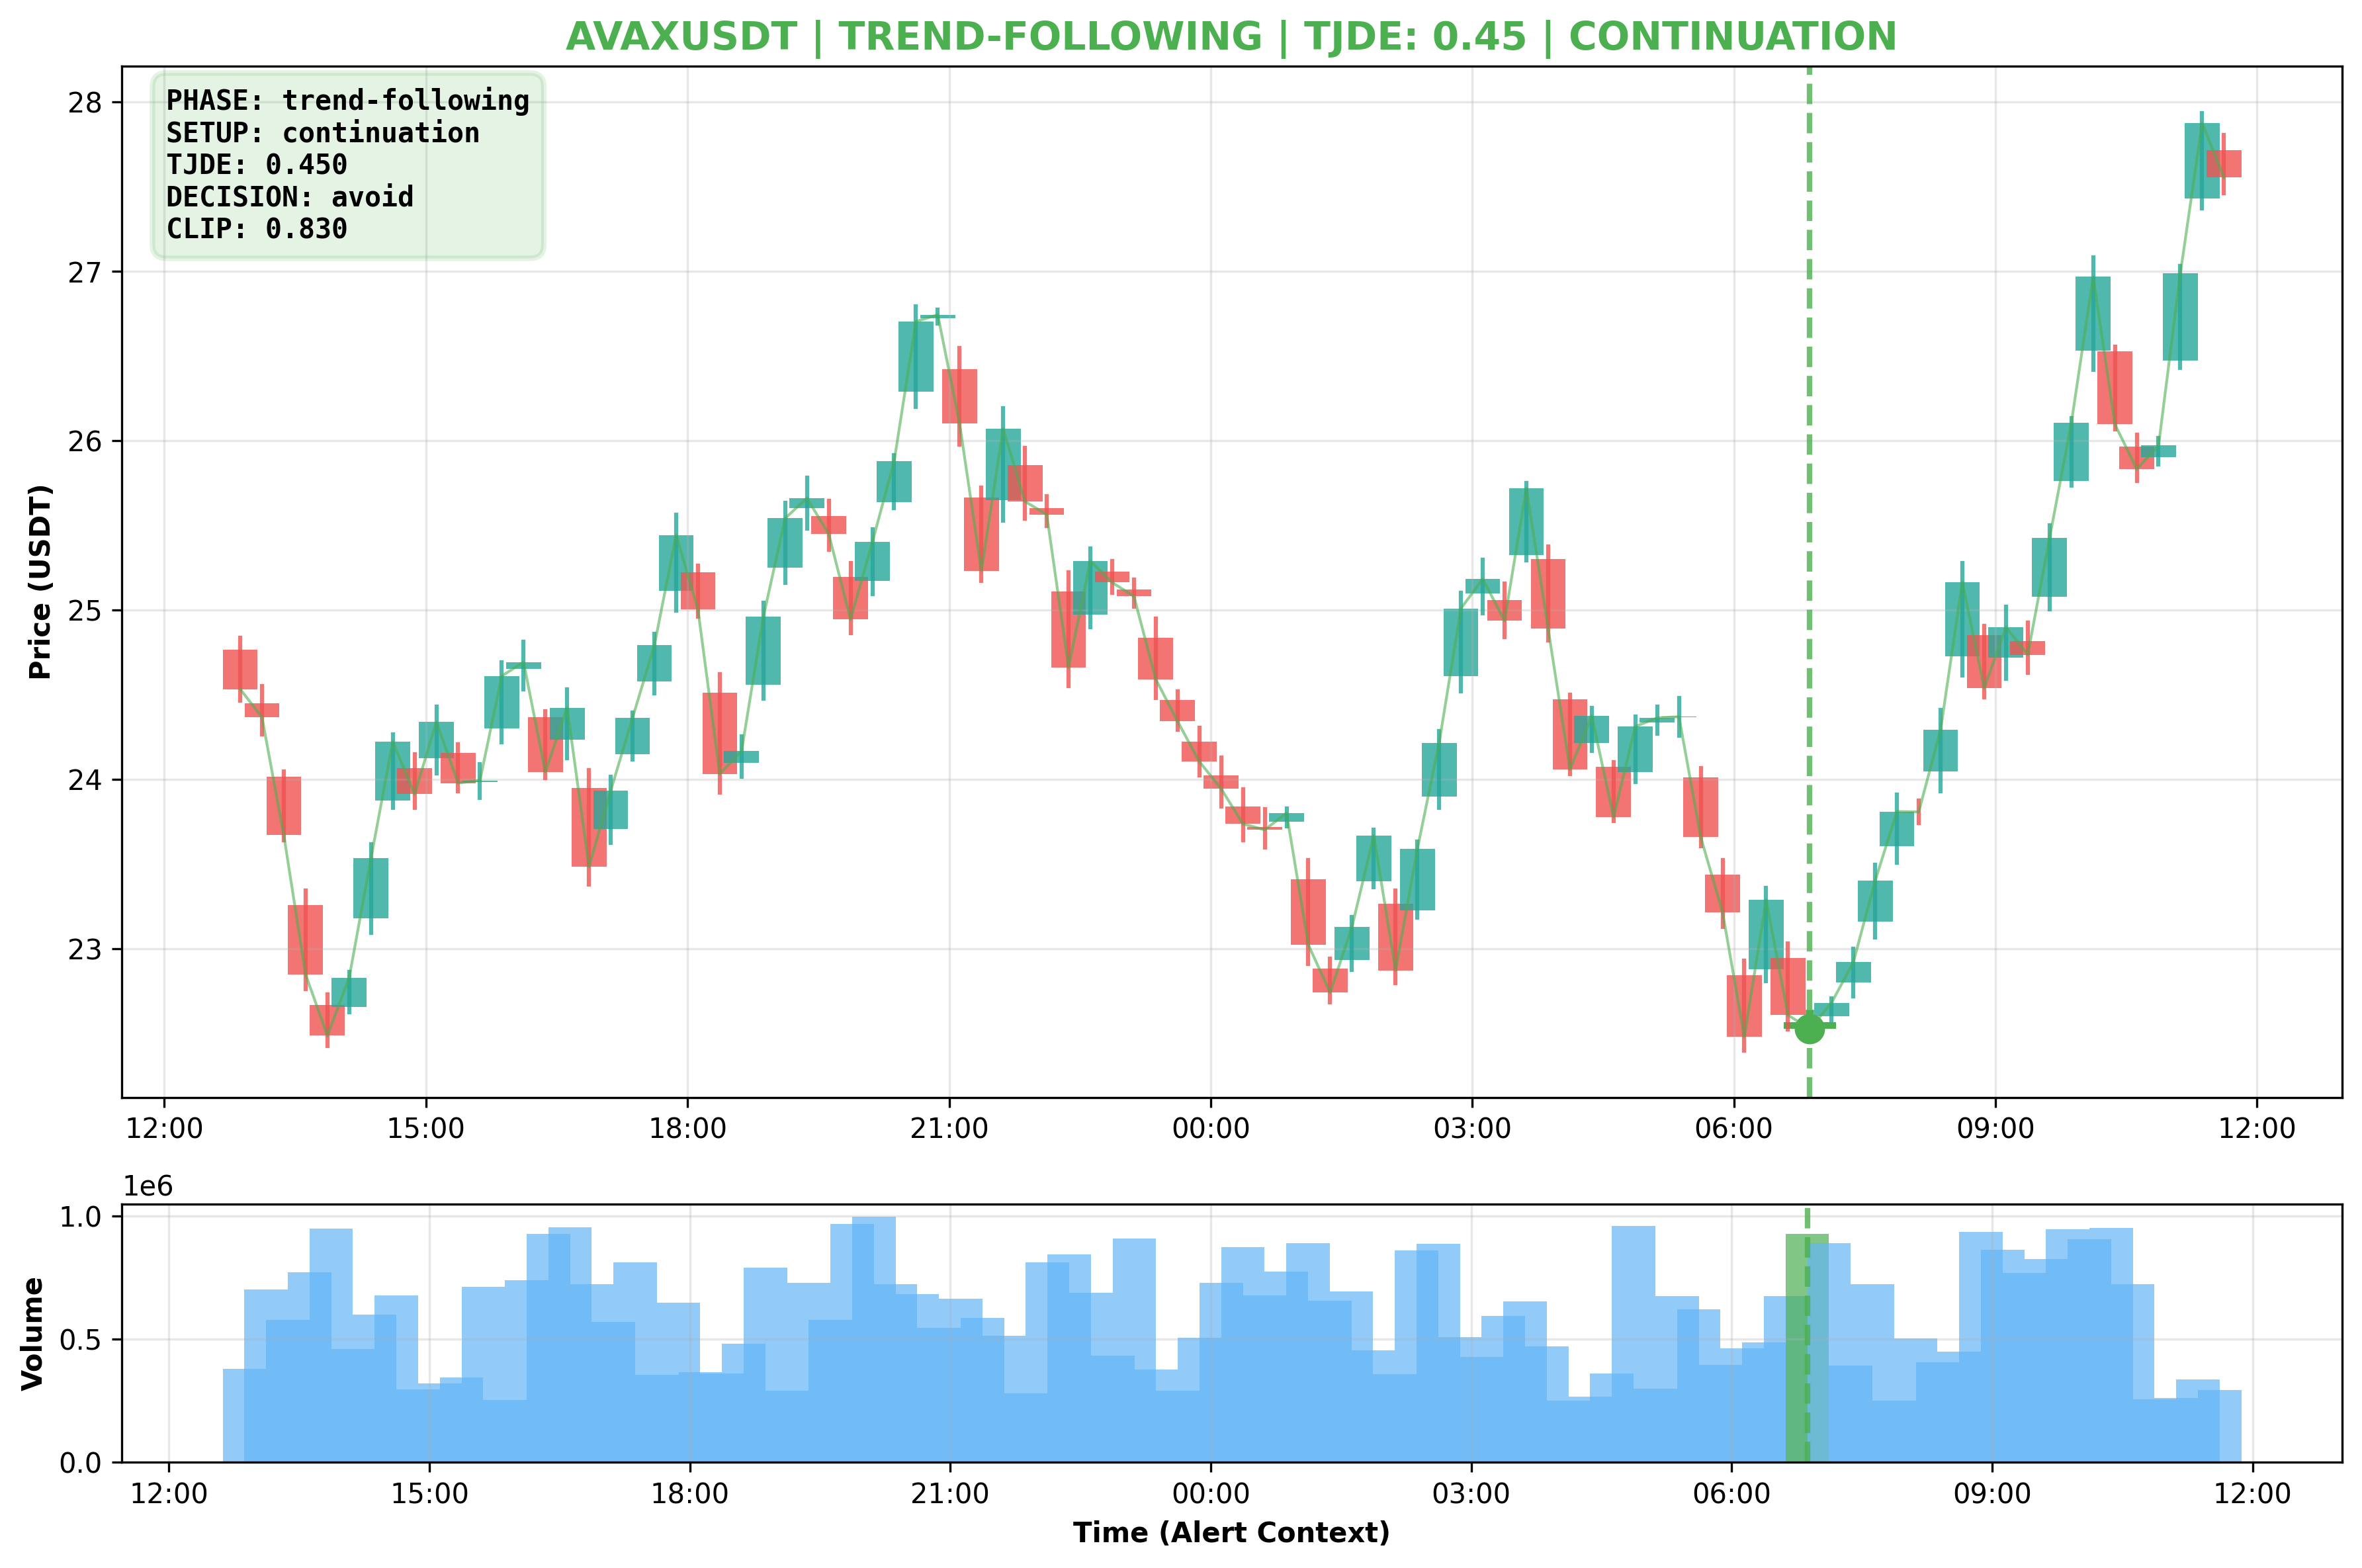 AVAXUSDT | TREND-FOLLOWING | TJDE: 0.45 | CONTINUATION
PHASE: trend-following
SETUP: continuation
TJDE: 0.450
DECISION: avoid
CLIP: 0.830
28
27
26
25
24
23
Price (USDT)
12:00 15:00 18:00 21:00 00:00 03:00 06:00 09:00 12:00
1e6
1.0
0.5
0.0
Volume
12:00 15:00 18:00 21:00 00:00 03:00 06:00 09:00 12:00
Time (Alert Context)